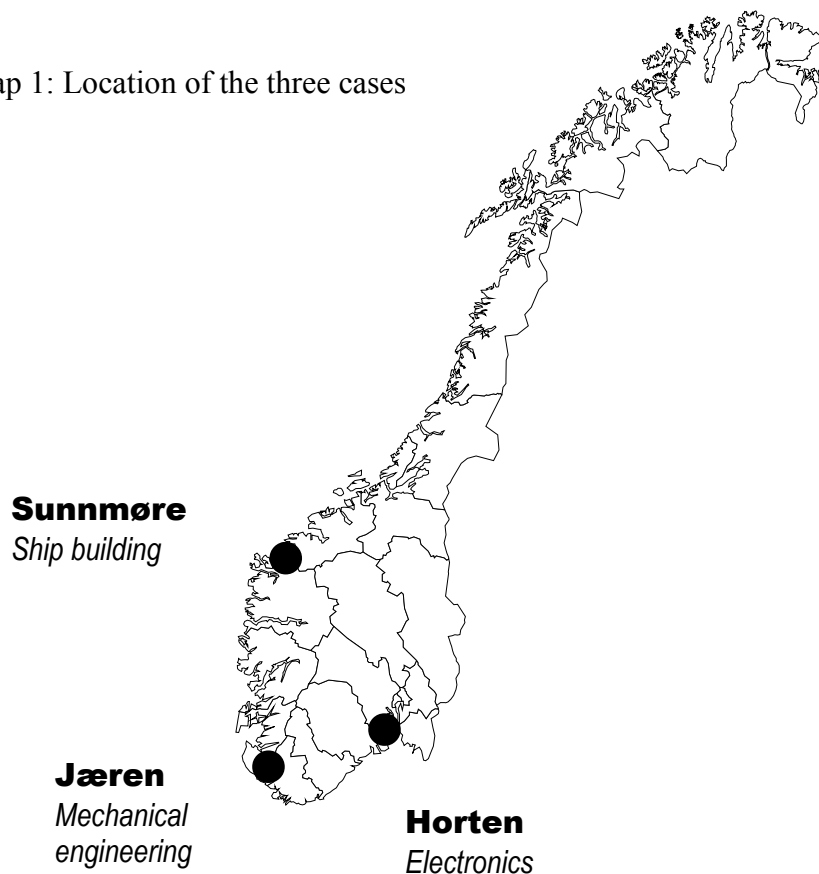 ap 1: Location of the three cases
Sunnmøre
Ship building
Jæren
Mechanical
engineering
Horten
Electronics